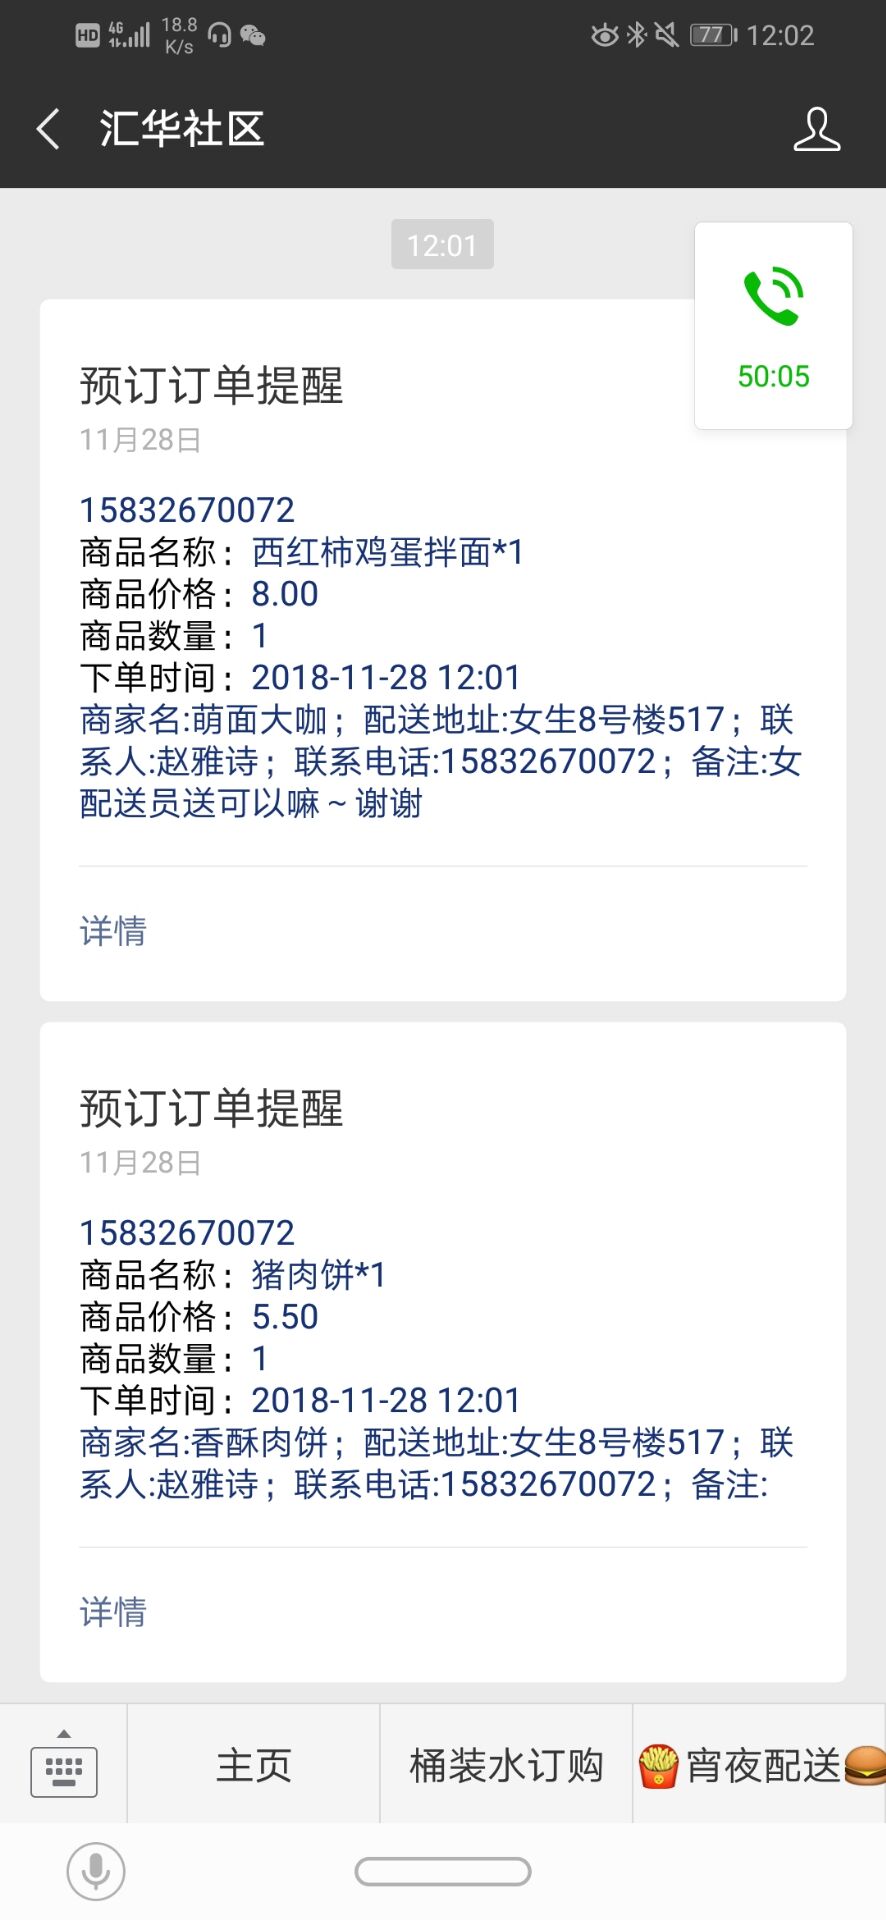 HD 4G 18.8 K/s 77 12:02
汇华社区
12:01
50:05
预订订单提醒
11月28日
15832670072
商品名称：西红柿鸡蛋拌面*1
商品价格：8.00
商品数量：1
下单时间：2018-11-28 12:01
商家名:萌面大咖；配送地址:女生8号楼517；联
系人:赵雅诗；联系电话:15832670072；备注:女
配送员送可以嘛～谢谢
详情
预订订单提醒
11月28日
15832670072
商品名称：猪肉饼*1
商品价格：5.50
商品数量：1
下单时间：2018-11-28 12:01
商家名:香酥肉饼；配送地址:女生8号楼517；联
系人:赵雅诗；联系电话:15832670072；备注:
详情
主页 桶装水订购 🍟宵夜配送🍔